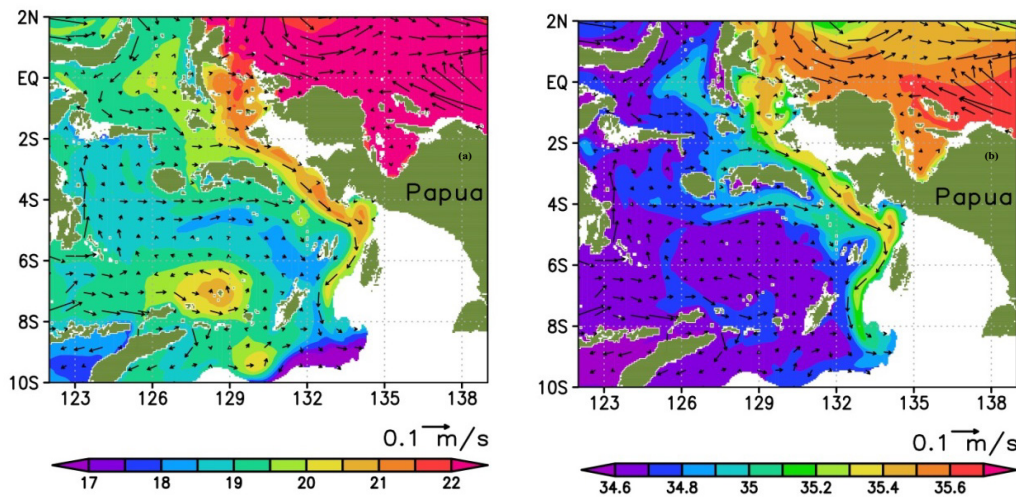 2N
EQ
2S
4S
6S
8S
10S
(a)
Papua
123 126 129 132 135 138
0.1 m/s
17 18 19 20 21 22
2N
EQ
2S
4S
6S
8S
10S
(b)
Papua
123 126 129 132 135 138
0.1 m/s
34.6 34.8 35 35.2 35.4 35.6